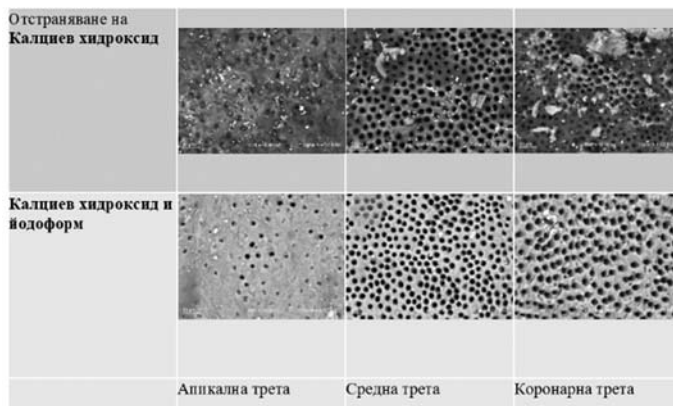 Отстраняване на
Калциев хидроксид
Калциев хидроксид и
йодоформ
Апикална трета
Средна трета
Коронарна трета